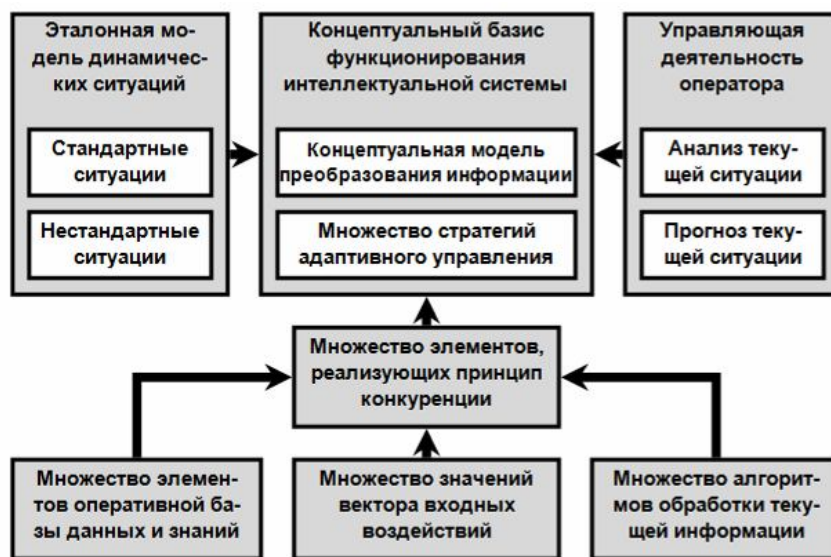 Эталонная мо-
дель динамичес-
ких ситуаций
Стандартные
ситуации
Нестандартные
ситуации
Концептуальный базис
функционирования
интеллектуальной системы
Концептуальная модель
преобразования информации
Множество стратегий
адаптивного управления
Управляющая
деятельность
оператора
Анализ теку-
щей ситуации
Прогноз теку-
щей ситуации
Множество элементов,
реализующих принцип
конкуренции
Множество элемен-
тов оперативной ба-
зы данных и знаний
Множество значений
вектора входных
воздействий
Множество алгорит-
мов обработки теку-
щей информации